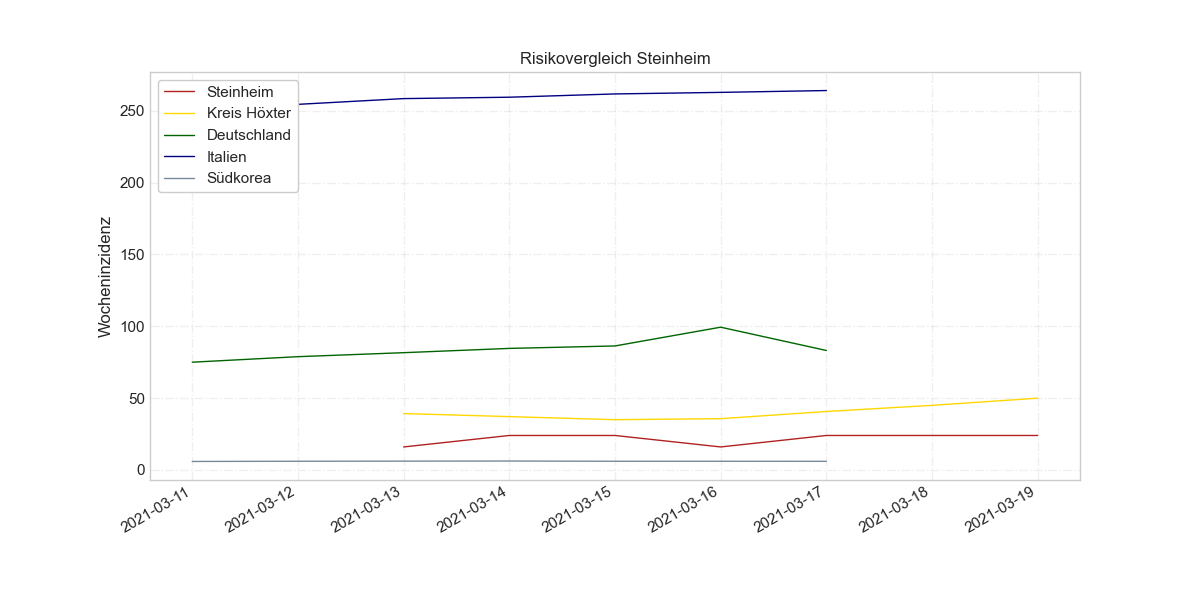 Risikovergleich Steinheim
Steinheim
Kreis Höxter
Deutschland
Italien
Südkorea
Wocheninzidenz
250
200
150
100
50
0
2021-03-11
2021-03-12
2021-03-13
2021-03-14
2021-03-15
2021-03-16
2021-03-17
2021-03-18
2021-03-19